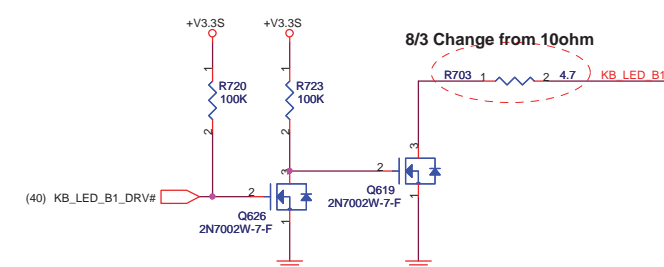 +V3.3S
+V3.3S
8/3 Change from 10ohm
R703
1
2
4.7
KB_LED_B1
1
R720
100K
2
1
R723
100K
2
3
2
3
1
Q619
2N7002W-7-F
(40)
KB_LED_B1_DRV#
2
1
Q626
2N7002W-7-F